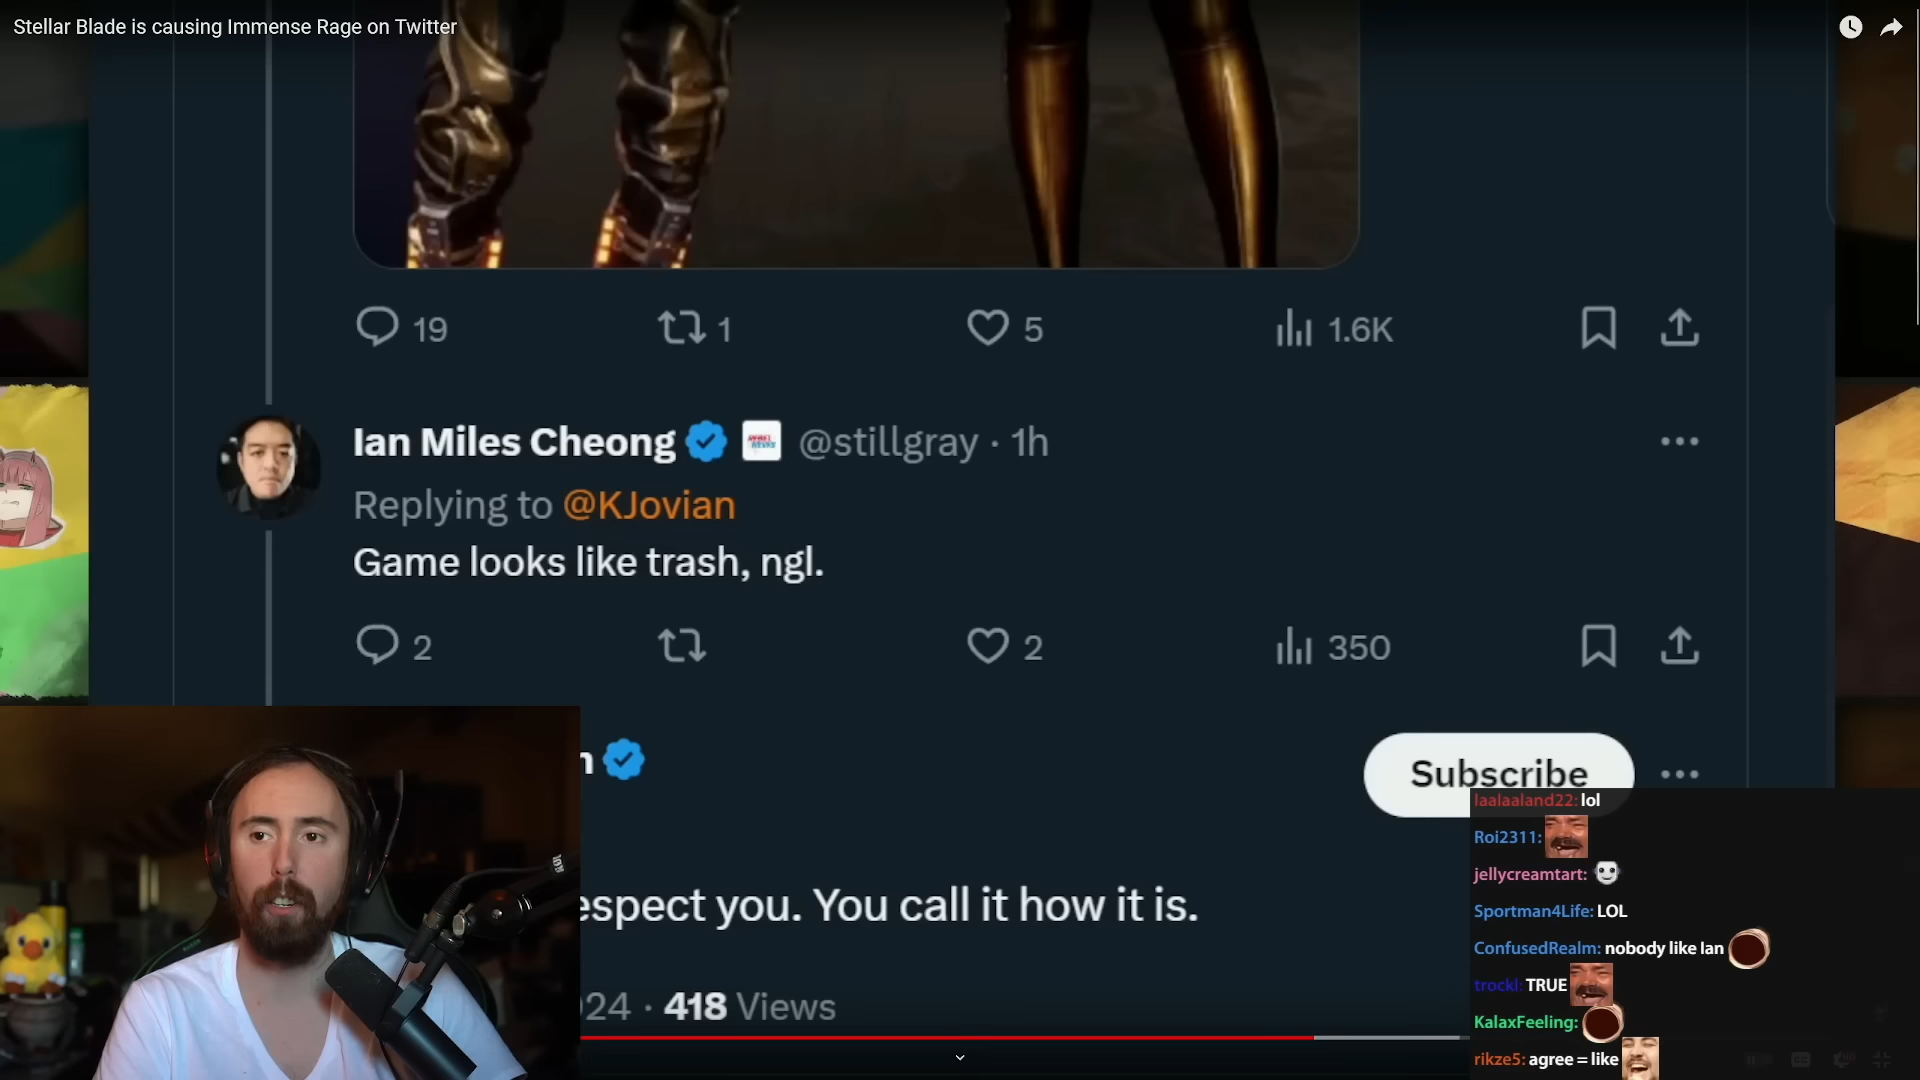 Stellar Blade is causing Immense Rage on Twitter
19 1 5 1.6K
Ian Miles Cheong @stillgray · 1h
Replying to @KJovian
Game looks like trash, ngl.
2 2 350
Subscribe
espect you. You call it how it is.
24 · 418 Views
laalaaland22: lol
Roi2311:
jellycreamtart:
Sportman4Life: LOL
ConfusedRealm: nobody like Ian
trockl: TRUE
KalaxFeeling:
rikze5: agree = like